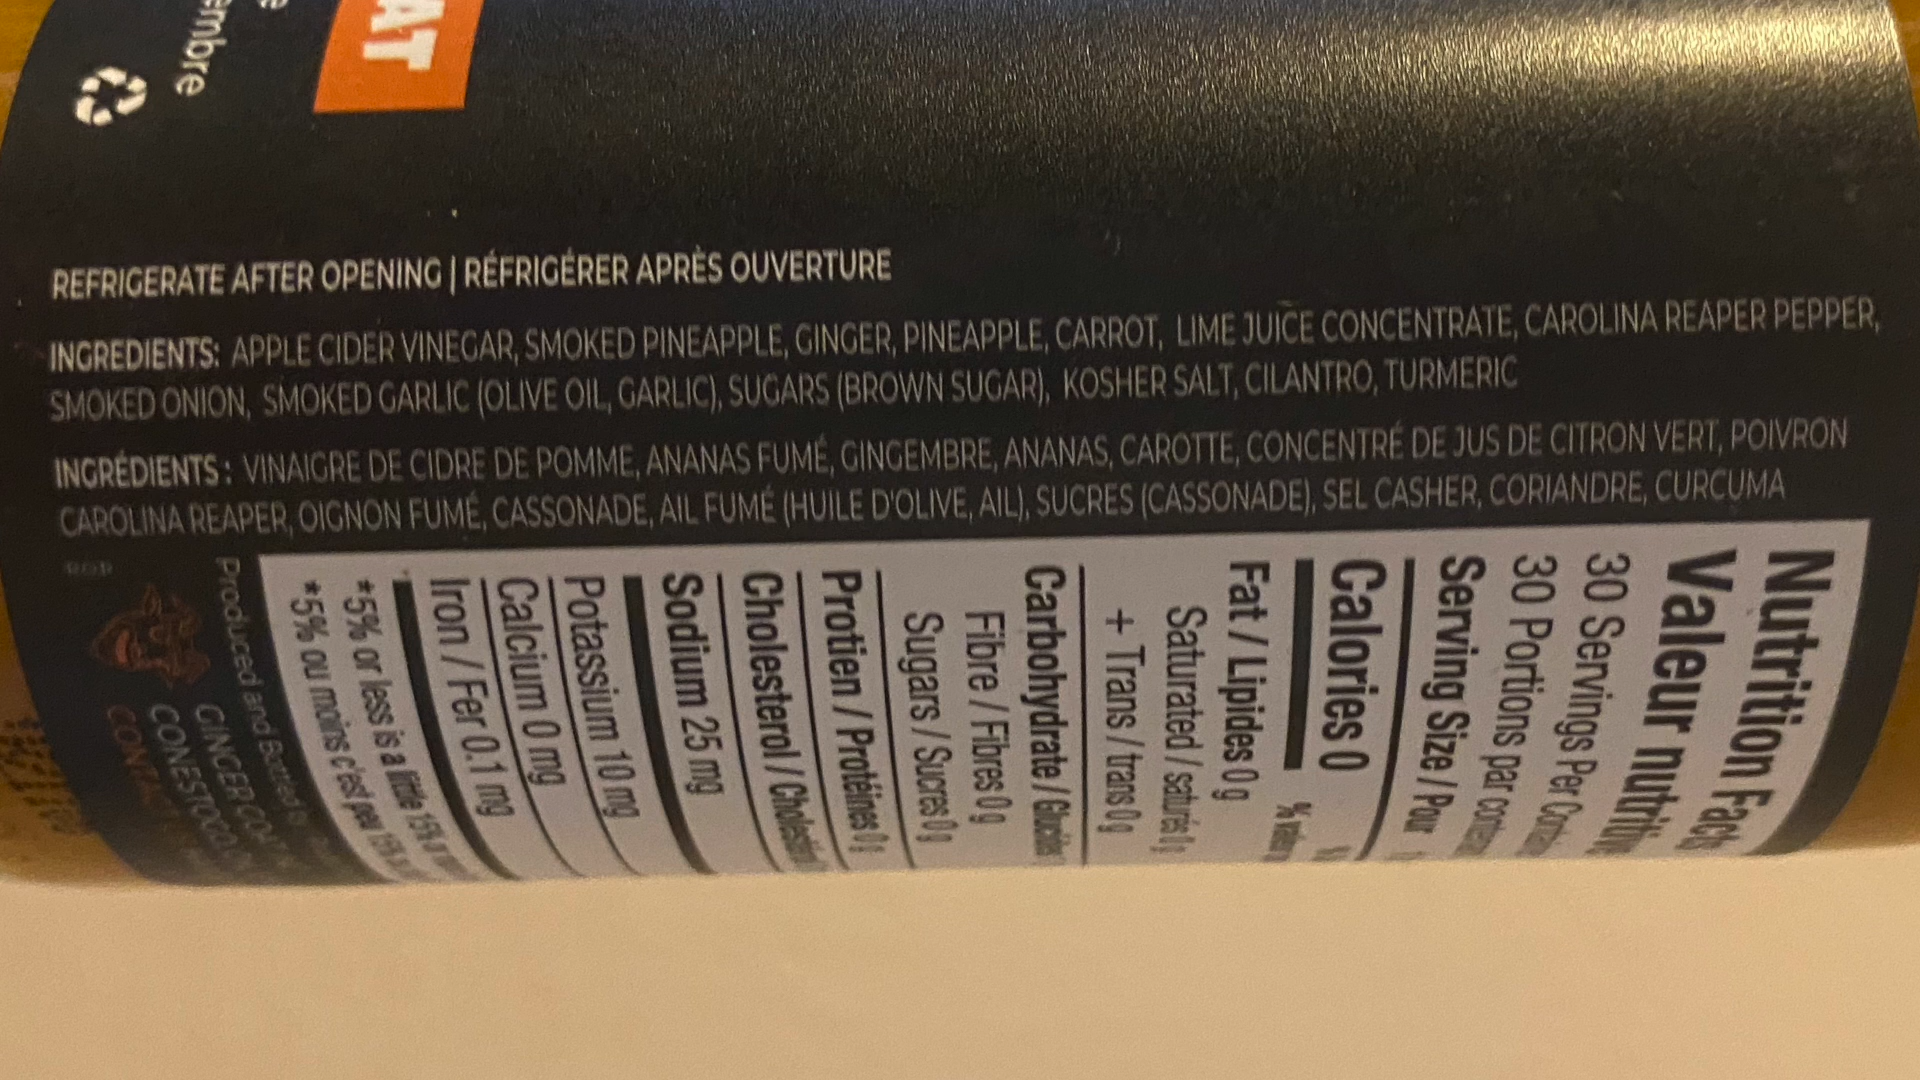 embre
AT
REFRIGERATE AFTER OPENING | RÉFRIGÉRER APRÈS OUVERTURE
INGREDIENTS: APPLE CIDER VINEGAR, SMOKED PINEAPPLE, GINGER, PINEAPPLE, CARROT, LIME JUICE CONCENTRATE, CAROLINA REAPER PEPPER,
SMOKED ONION, SMOKED GARLIC (OLIVE OIL, GARLIC), SUGARS (BROWN SUGAR), KOSHER SALT, CILANTRO, TURMERIC
INGRÉDIENTS : VINAIGRE DE CIDRE DE POMME, ANANAS FUMÉ, GINGEMBRE, ANANAS, CAROTTE, CONCENTRÉ DE JUS DE CITRON VERT, POIVRON
CAROLINA REAPER, OIGNON FUMÉ, CASSONADE, AIL FUMÉ (HUILE D'OLIVE, AIL), SUCRES (CASSONADE), SEL CASHER, CORIANDRE, CURCUMA
Nutrition Facts
Valeur nutritive
30 Servings Per
30 Portions par
Serving Size / Pour
Calories 0
%
Fat / Lipides 0 g
Saturated / saturés 0 g
+ Trans / trans 0 g
Carbohydrate / Glucides
Fibre / Fibres 0 g
Sugars / Sucres 0 g
Protien / Protéines 0 g
Cholesterol /
Sodium 25 mg
Potassium 10 mg
Calcium 0 mg
Iron / Fer 0.1 mg
*5% or less is a little 15% or
*5% ou moins c'est peu 15%
Produced and Bottled
GINGER
CONESTOGO
ROR